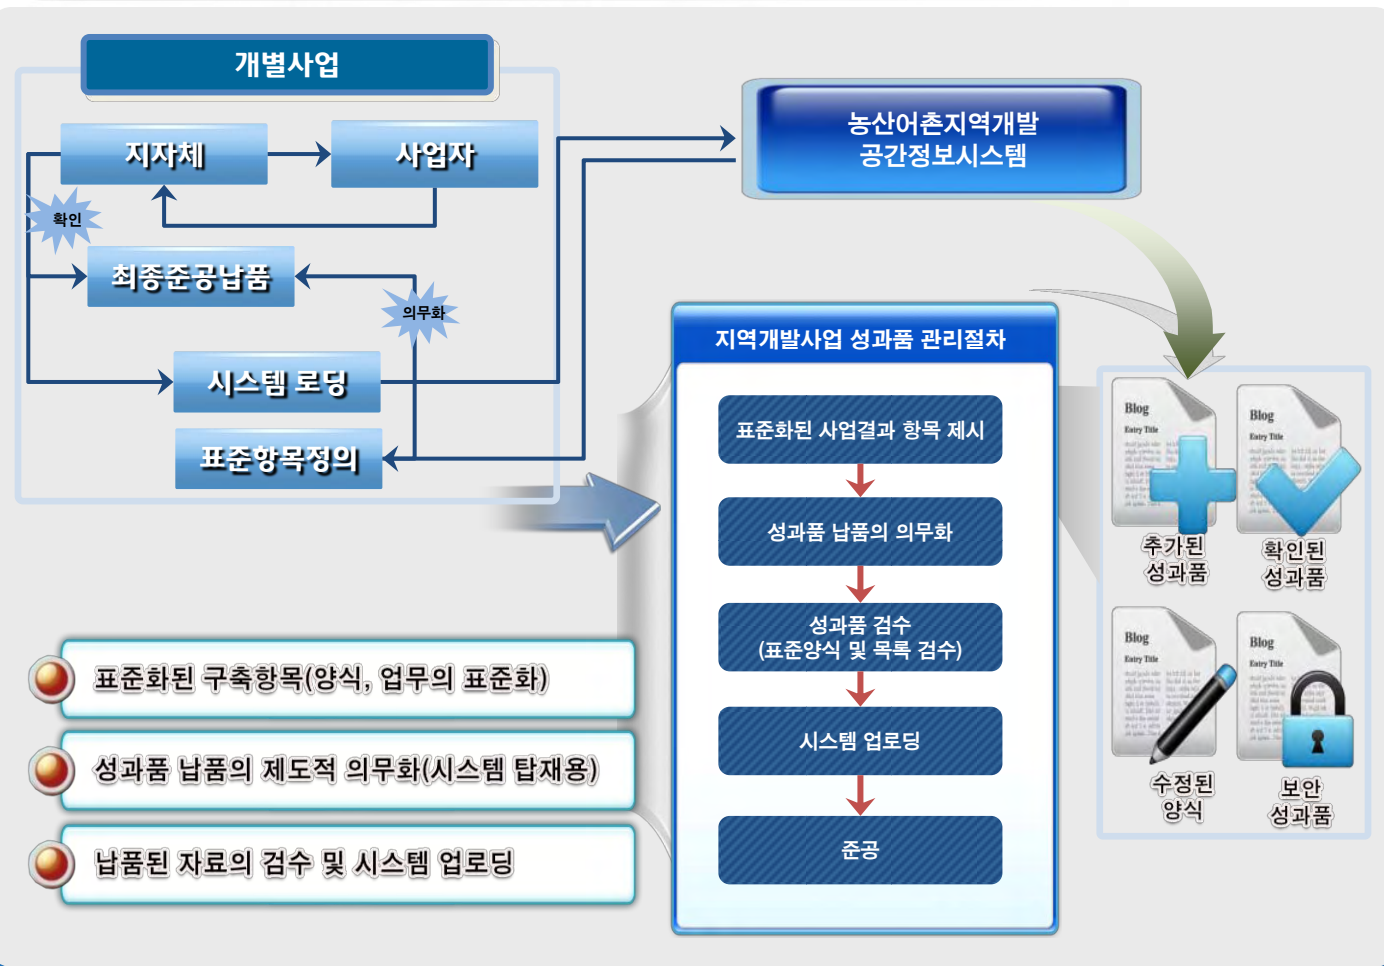 개별사업
지자체
사업자
확인
최종준공납품
의무화
시스템 로딩
표준항목정의
농산어촌지역개발
공간정보시스템
지역개발사업 성과품 관리절차
표준화된 사업결과 항목 제시
성과품 납품의 의무화
성과품 검수
(표준양식 및 목록 검수)
시스템 업로딩
준공
Blog
Entry Title
추가된
성과품
Blog
Entry Title
확인된
성과품
Blog
Entry Title
수정된
양식
Blog
Entry Title
보안
성과품
표준화된 구축항목(양식, 업무의 표준화)
성과품 납품의 제도적 의무화(시스템 탑재용)
납품된 자료의 검수 및 시스템 업로딩